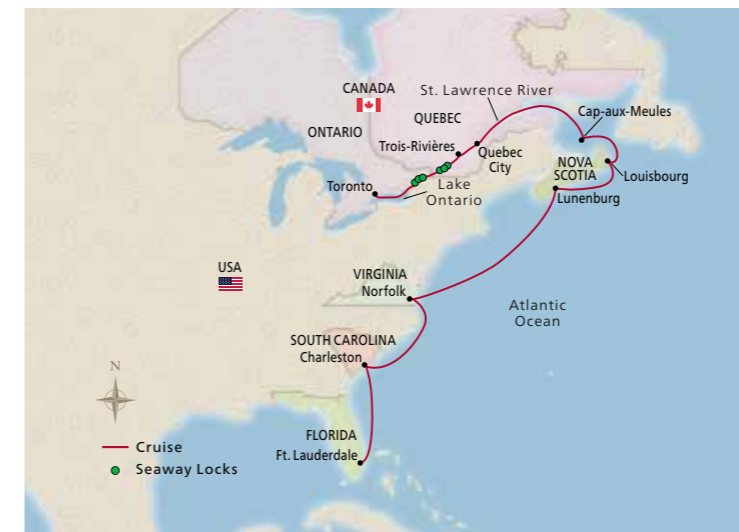 CANADA
St. Lawrence River
Cap-aux-Meules
QUEBEC
ONTARIO
Trois-Rivières
Quebec
City
NOVA
SCOTIA
Louisbourg
Toronto
Lake
Ontario
Lunenburg
USA
VIRGINIA
Norfolk
Atlantic
Ocean
SOUTH CAROLINA
Charleston
N
FLORIDA
Ft. Lauderdale
Cruise
Seaway Locks